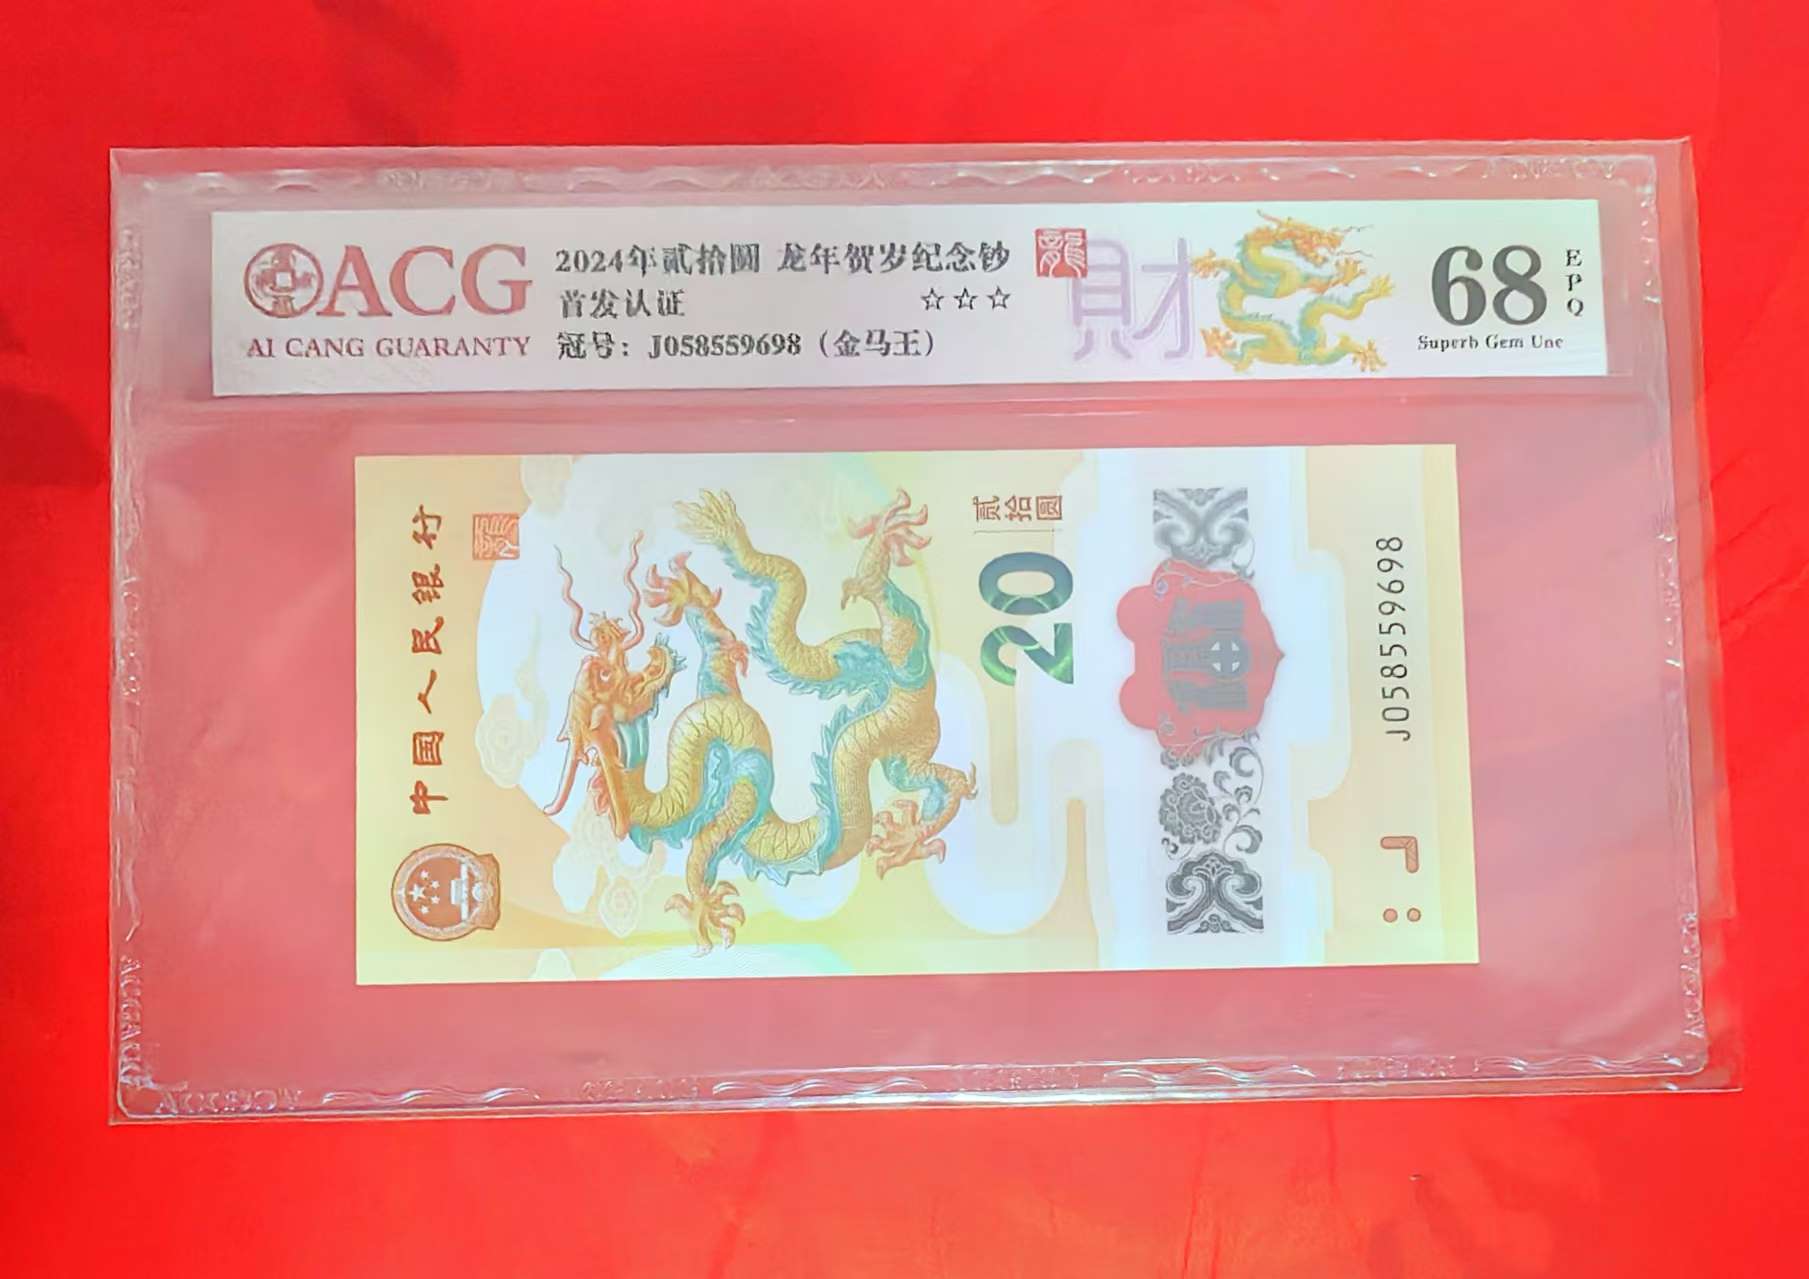 ACG
AI CANG GUARANTY
2024年贰拾圆 龙年贺岁纪念钞
首发认证 ☆☆☆
冠号：J058559698（金马王）
龍
財
68
EPQ
Superb Gem Unc
中国人民银行
贰拾圆
20
J058559698